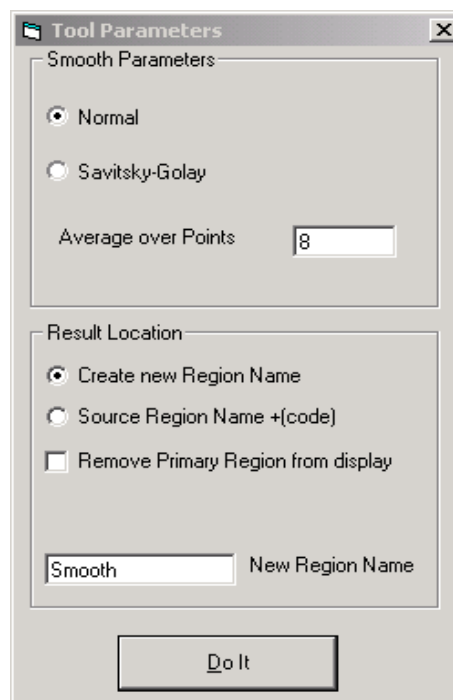 Tool Parameters
Smooth Parameters
Normal
Savitsky-Golay
Average over Points 8
Result Location
Create new Region Name
Source Region Name +(code)
Remove Primary Region from display
Smooth New Region Name
Do It